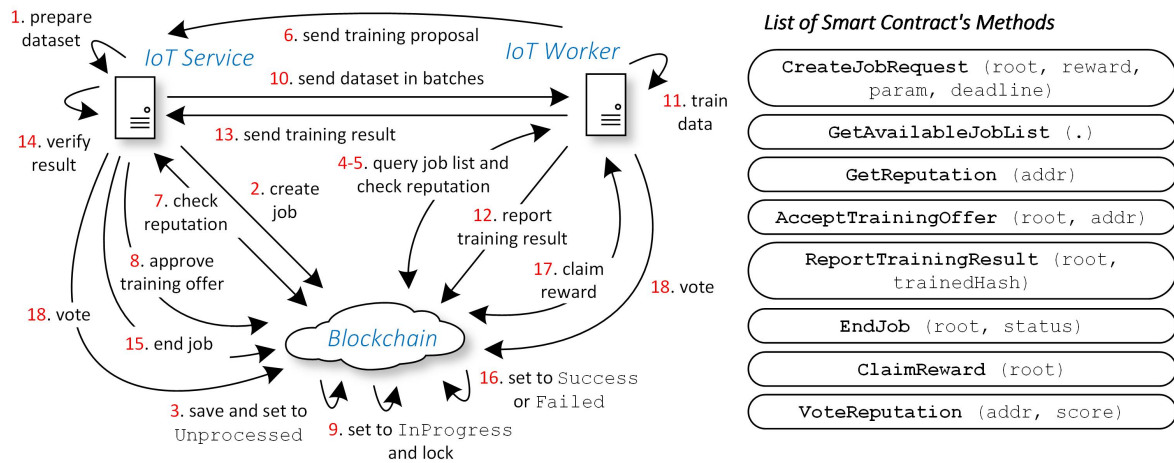 1. prepare
dataset
IoT Service
6. send training proposal
IoT Worker
10. send dataset in batches
11. train
data
13. send training result
14. verify
result
4-5. query job list and
check reputation
2. create
job
7. check
reputation
12. report
training result
8. approve
training offer
17. claim
reward
18. vote
18. vote
15. end job
Blockchain
16. set to Success
or Failed
3. save and set to
Unprocessed
9. set to InProgress
and lock
List of Smart Contract's Methods
CreateJobRequest (root, reward,
param, deadline)
GetAvailableJobList (.)
GetReputation (addr)
AcceptTrainingOffer (root, addr)
ReportTrainingResult (root,
trainedHash)
EndJob (root, status)
ClaimReward (root)
VoteReputation (addr, score)